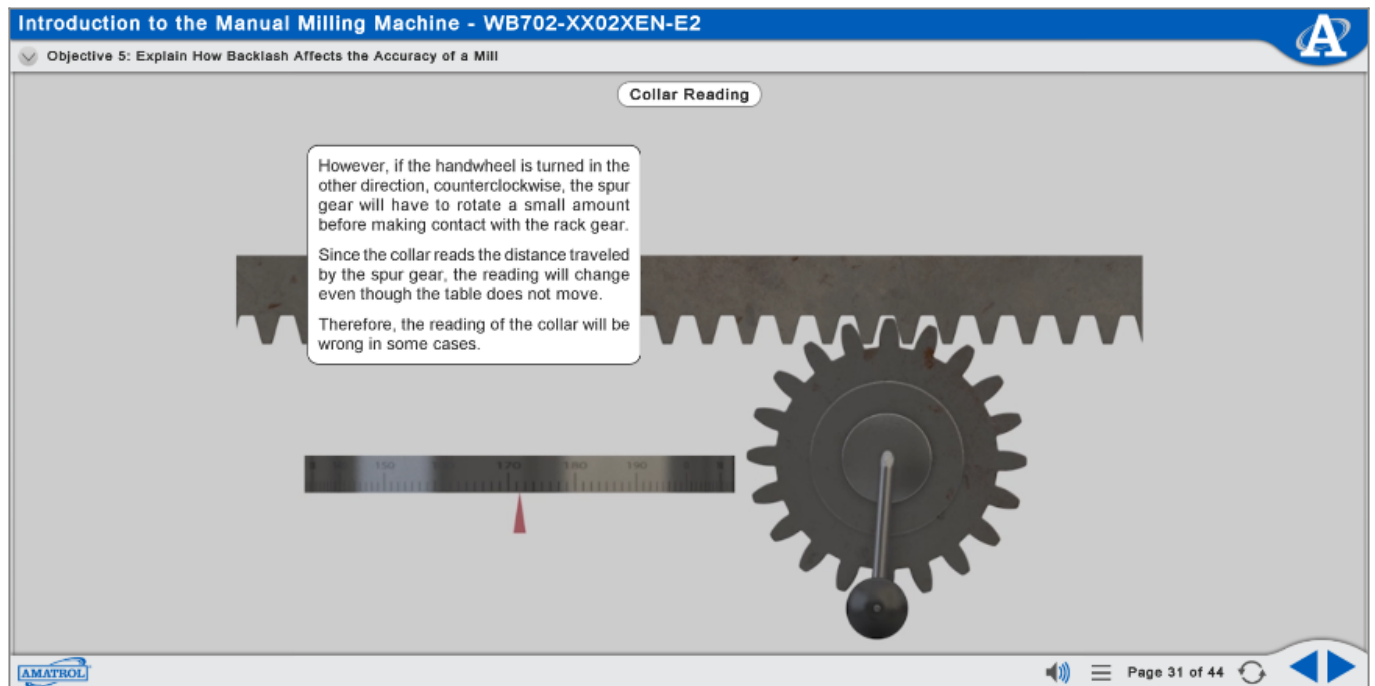 Introduction to the Manual Milling Machine - WB702-XX02XEN-E2
Objective 5: Explain How Backlash Affects the Accuracy of a Mill
Collar Reading
However, if the handwheel is turned in the
other direction, counterclockwise, the spur
gear will have to rotate a small amount
before making contact with the rack gear.
Since the collar reads the distance traveled
by the spur gear, the reading will change
even though the table does not move.
Therefore, the reading of the collar will be
wrong in some cases.
150 170 180 190
AMATROL
Page 31 of 44